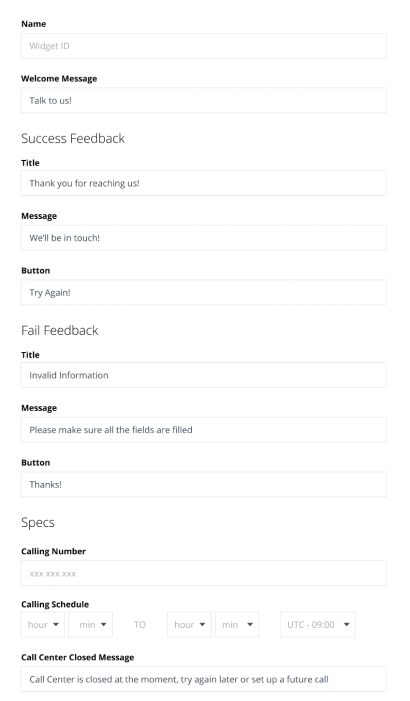 Name
Widget ID
Welcome Message
Talk to us!
Success Feedback
Title
Thank you for reaching us!
Message
We'll be in touch!
Button
Try Again!
Fail Feedback
Title
Invalid Information
Message
Please make sure all the fields are filled
Button
Thanks!
Specs
Calling Number
xxx xxx xxx
Calling Schedule
hour min TO hour min UTC - 09:00
Call Center Closed Message
Call Center is closed at the moment, try again later or set up a future call